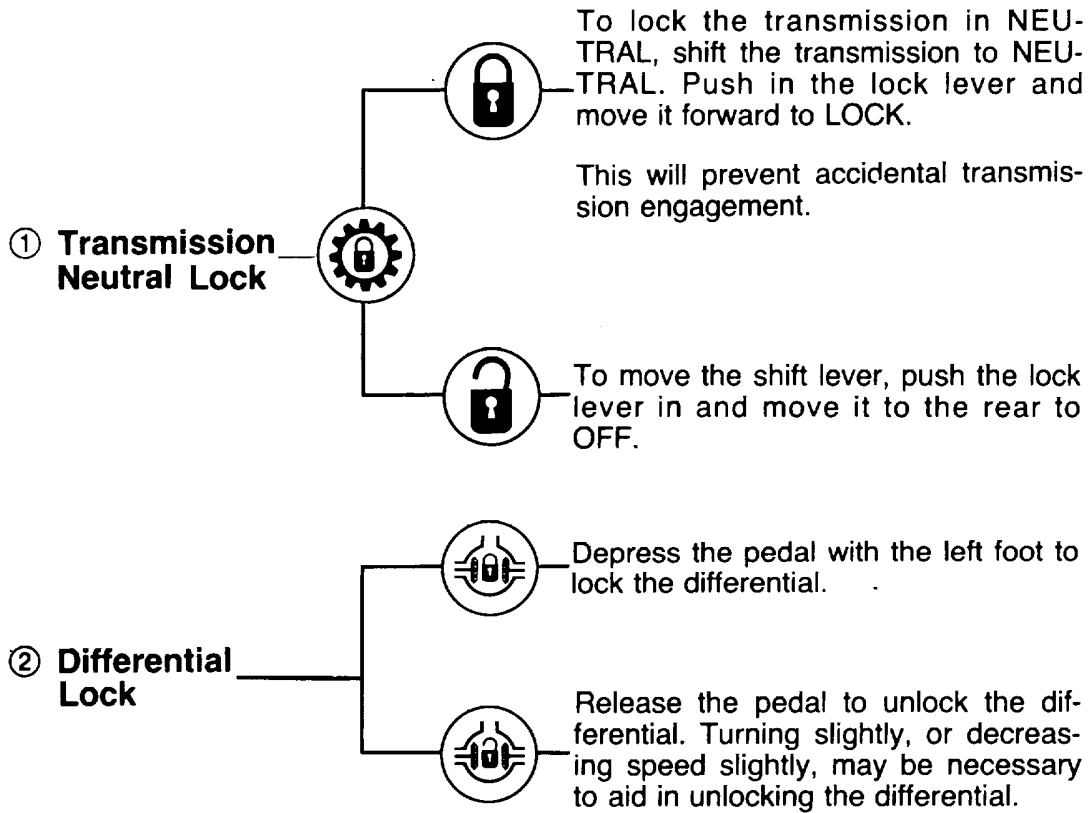 To lock the transmission in NEU-
TRAL, shift the transmission to NEU-
TRAL. Push in the lock lever and
move it forward to LOCK.
This will prevent accidental transmis-
sion engagement.
① Transmission
Neutral Lock
To move the shift lever, push the lock
lever in and move it to the rear to
OFF.
Depress the pedal with the left foot to
lock the differential.
② Differential
Lock
Release the pedal to unlock the dif-
ferential. Turning slightly, or decreas-
ing speed slightly, may be necessary
to aid in unlocking the differential.